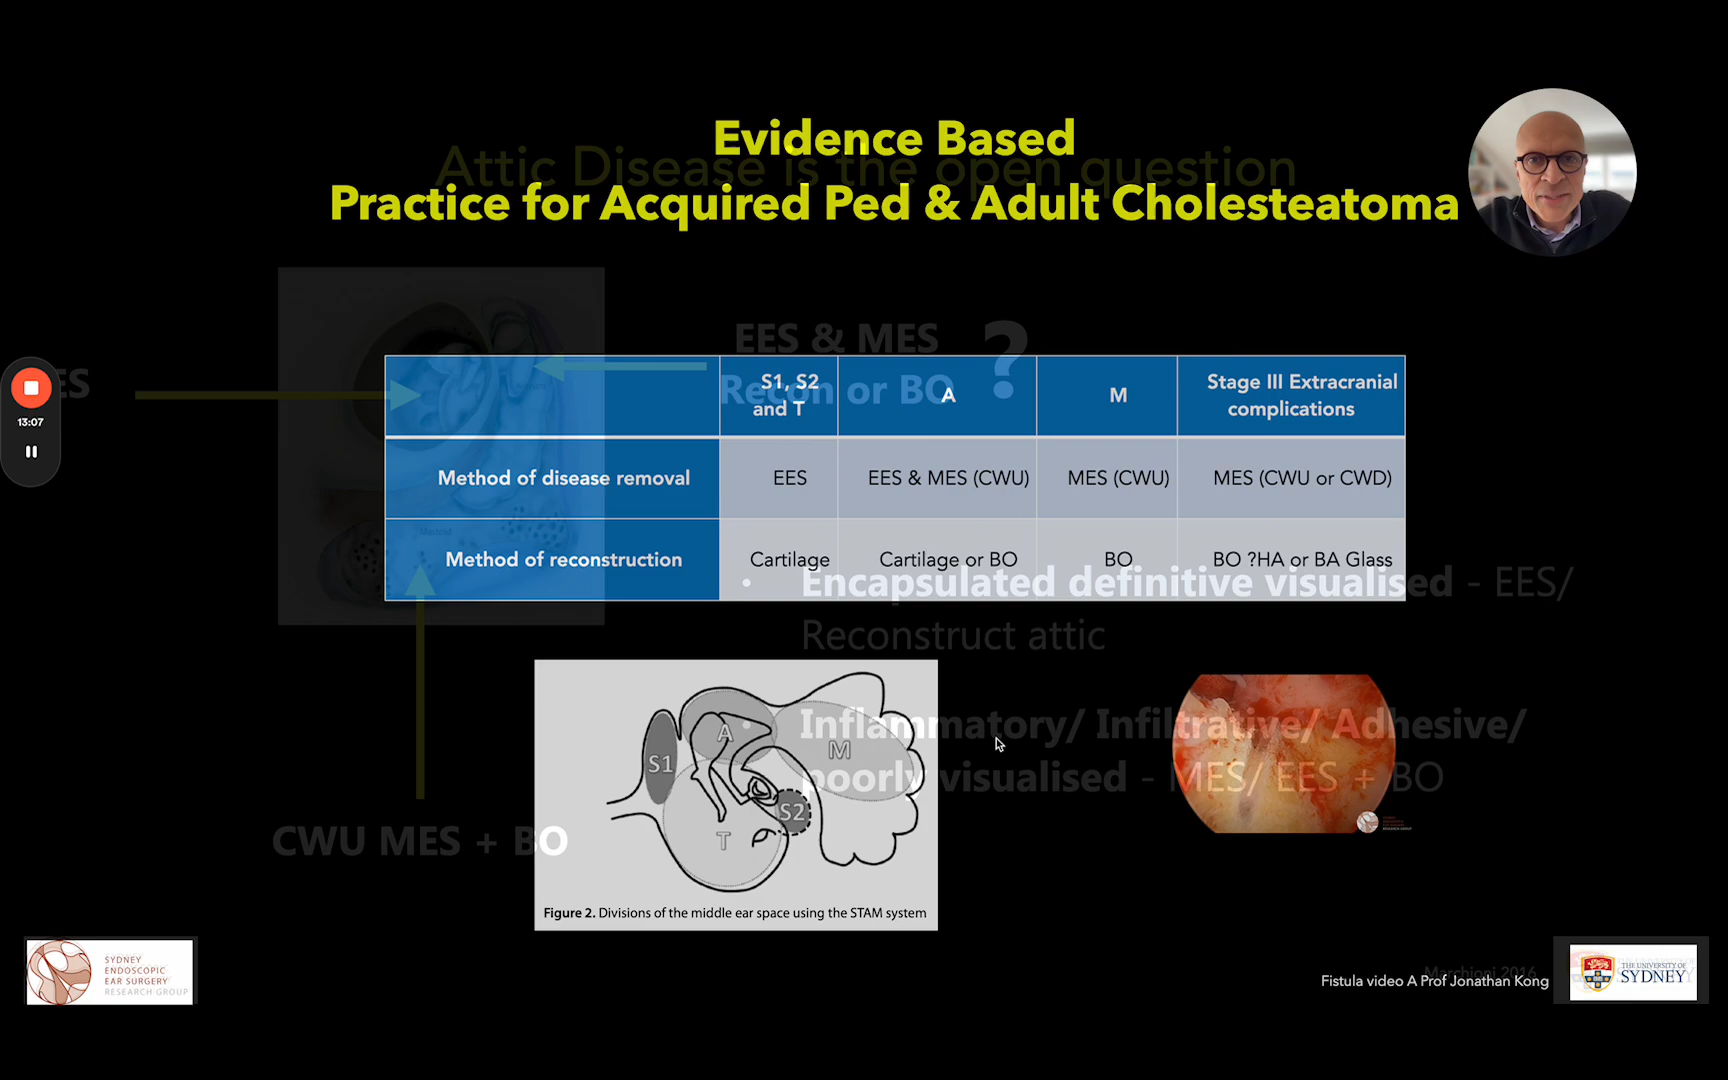 Evidence Based
Attic Disease is the open question
Practice for Acquired Ped & Adult Cholesteatoma
EES & MES ?
Recon or BO
ES
13:07
S1, S2 and T
A
M
Stage III Extracranial complications
Method of disease removal
EES
EES & MES (CWU)
MES (CWU)
MES (CWU or CWD)
Method of reconstruction
Cartilage
Cartilage or BO
BO
BO ?HA or BA Glass
• Encapsulated definitive visualised - EES/
Reconstruct attic
Inflammatory/ Infiltrative/ Adhesive/
poorly visualised - MES/ EES + BO
CWU MES + BO
S1
A
M
S2
T
Figure 2. Divisions of the middle ear space using the STAM system
SYDNEY
ENDOSCOPIC
EAR SURGERY
RESEARCH GROUP
Marchioni 2016
Fistula video A Prof Jonathan Kong
THE UNIVERSITY OF
SYDNEY